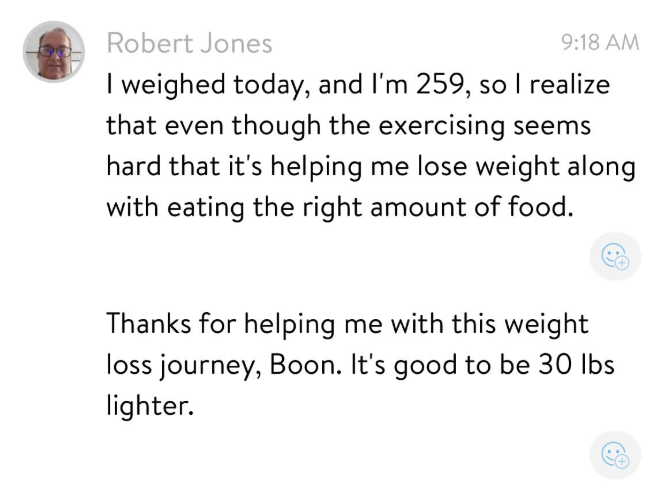 Robert Jones 9:18 AM
I weighed today, and I'm 259, so I realize
that even though the exercising seems
hard that it's helping me lose weight along
with eating the right amount of food.
Thanks for helping me with this weight
loss journey, Boon. It's good to be 30 lbs
lighter.